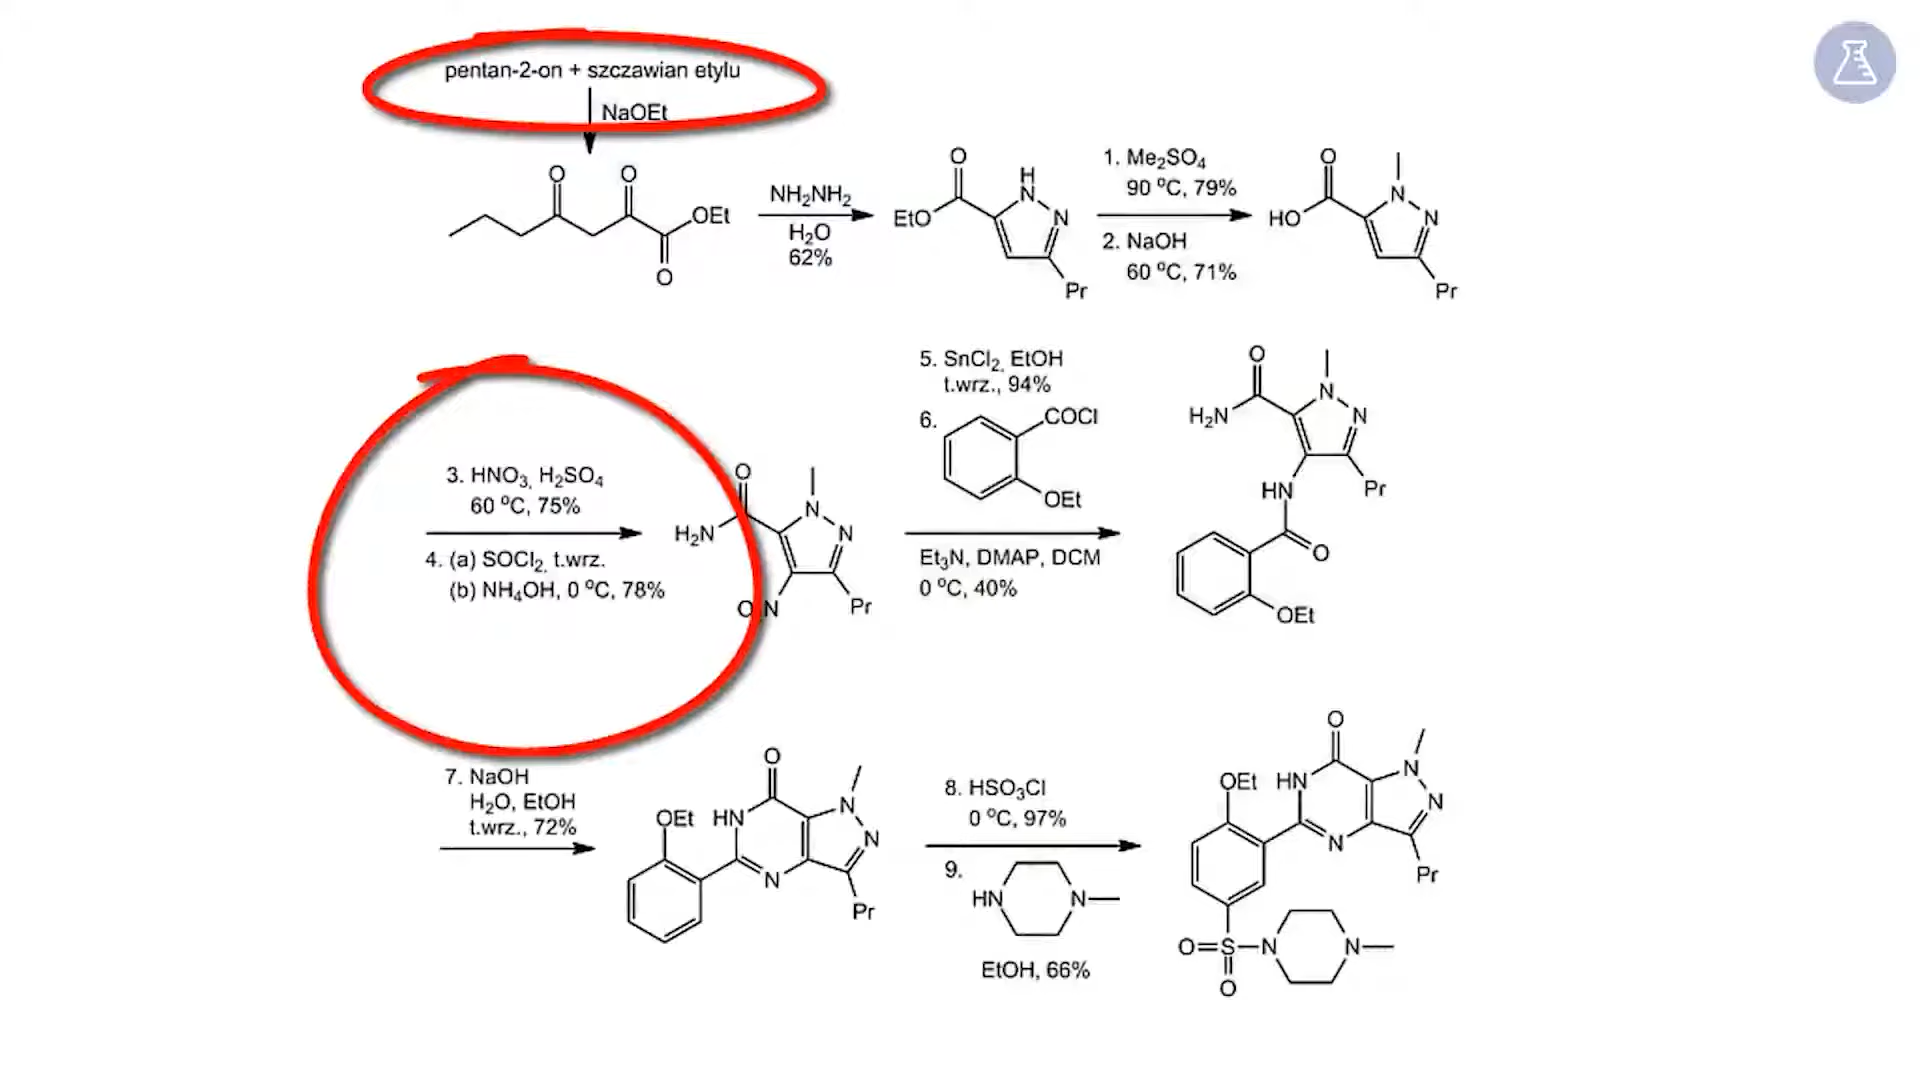 pentan-2-on + szczawian etylu
NaOEt
O O
OEt
O
NH₂NH₂
H₂O
62%
O
EtO
H
N
N
Pr
1. Me₂SO₄
90 °C, 79%
2. NaOH
60 °C, 71%
O
HO
N
N
Pr
3. HNO₃, H₂SO₄
60 °C, 75%
4. (a) SOCl₂, t.wrz.
(b) NH₄OH, 0 °C, 78%
O
H₂N
N
N
Pr
5. SnCl₂, EtOH
t.wrz., 94%
6.
COCl
OEt
Et₃N, DMAP, DCM
0 °C, 40%
O
H₂N
N
N
Pr
HN
O
OEt
7. NaOH
H₂O, EtOH
t.wrz., 72%
O
OEt
HN
N
N
N
Pr
8. HSO₃Cl
0 °C, 97%
9.
HN
N
EtOH, 66%
O
OEt
HN
N
N
N
Pr
O=S-N
N
O